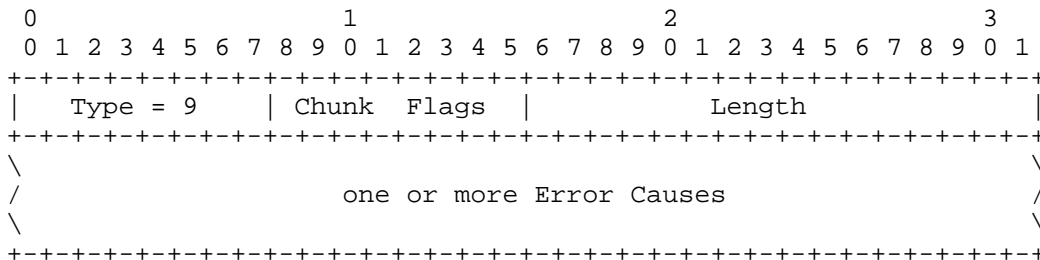 0                   1                   2                   3
 0 1 2 3 4 5 6 7 8 9 0 1 2 3 4 5 6 7 8 9 0 1 2 3 4 5 6 7 8 9 0 1
+-+-+-+-+-+-+-+-+-+-+-+-+-+-+-+-+-+-+-+-+-+-+-+-+-+-+-+-+-+-+-+-+
|   Type = 9    | Chunk  Flags  |           Length              |
+-+-+-+-+-+-+-+-+-+-+-+-+-+-+-+-+-+-+-+-+-+-+-+-+-+-+-+-+-+-+-+-+
\                                                               \
/                    one or more Error Causes                   /
\                                                               \
+-+-+-+-+-+-+-+-+-+-+-+-+-+-+-+-+-+-+-+-+-+-+-+-+-+-+-+-+-+-+-+-+